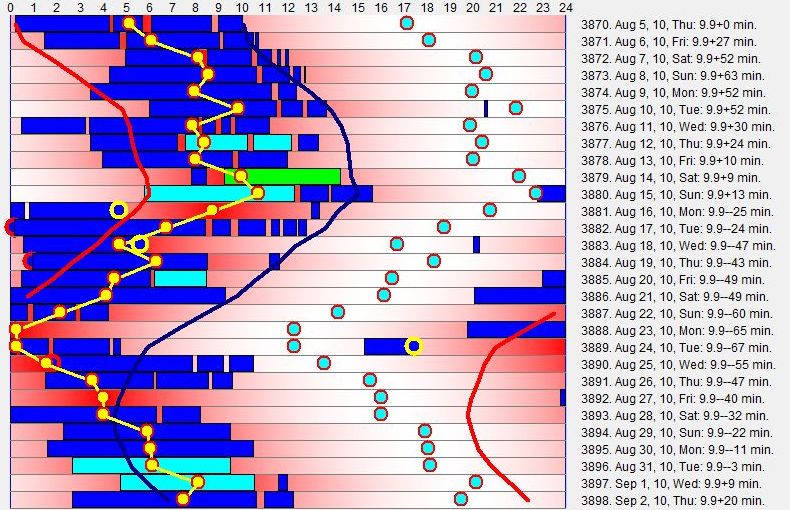 0 1 2 3 4 5 6 7 8 9 10 11 12 13 14 15 16 17 18 19 20 21 22 23 24
3870. Aug 5, 10, Thu: 9.9+0 min.
3871. Aug 6, 10, Fri: 9.9+27 min.
3872. Aug 7, 10, Sat: 9.9+52 min.
3873. Aug 8, 10, Sun: 9.9+63 min.
3874. Aug 9, 10, Mon: 9.9+52 min.
3875. Aug 10, 10, Tue: 9.9+52 min.
3876. Aug 11, 10, Wed: 9.9+30 min.
3877. Aug 12, 10, Thu: 9.9+24 min.
3878. Aug 13, 10, Fri: 9.9+10 min.
3879. Aug 14, 10, Sat: 9.9+9 min.
3880. Aug 15, 10, Sun: 9.9+13 min.
3881. Aug 16, 10, Mon: 9.9--25 min.
3882. Aug 17, 10, Tue: 9.9--24 min.
3883. Aug 18, 10, Wed: 9.9--47 min.
3884. Aug 19, 10, Thu: 9.9--43 min.
3885. Aug 20, 10, Fri: 9.9--49 min.
3886. Aug 21, 10, Sat: 9.9--49 min.
3887. Aug 22, 10, Sun: 9.9--60 min.
3888. Aug 23, 10, Mon: 9.9--65 min.
3889. Aug 24, 10, Tue: 9.9--67 min.
3890. Aug 25, 10, Wed: 9.9--55 min.
3891. Aug 26, 10, Thu: 9.9--47 min.
3892. Aug 27, 10, Fri: 9.9--40 min.
3893. Aug 28, 10, Sat: 9.9--32 min.
3894. Aug 29, 10, Sun: 9.9--22 min.
3895. Aug 30, 10, Mon: 9.9--11 min.
3896. Aug 31, 10, Tue: 9.9--3 min.
3897. Sep 1, 10, Wed: 9.9+9 min.
3898. Sep 2, 10, Thu: 9.9+20 min.